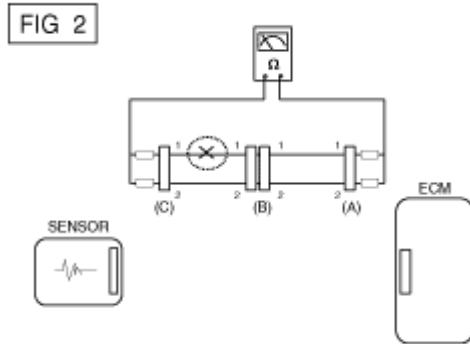 FIG 2
Ω
1 1 1 1
2 2 2 2
(C) (B) (A)
ECM
SENSOR